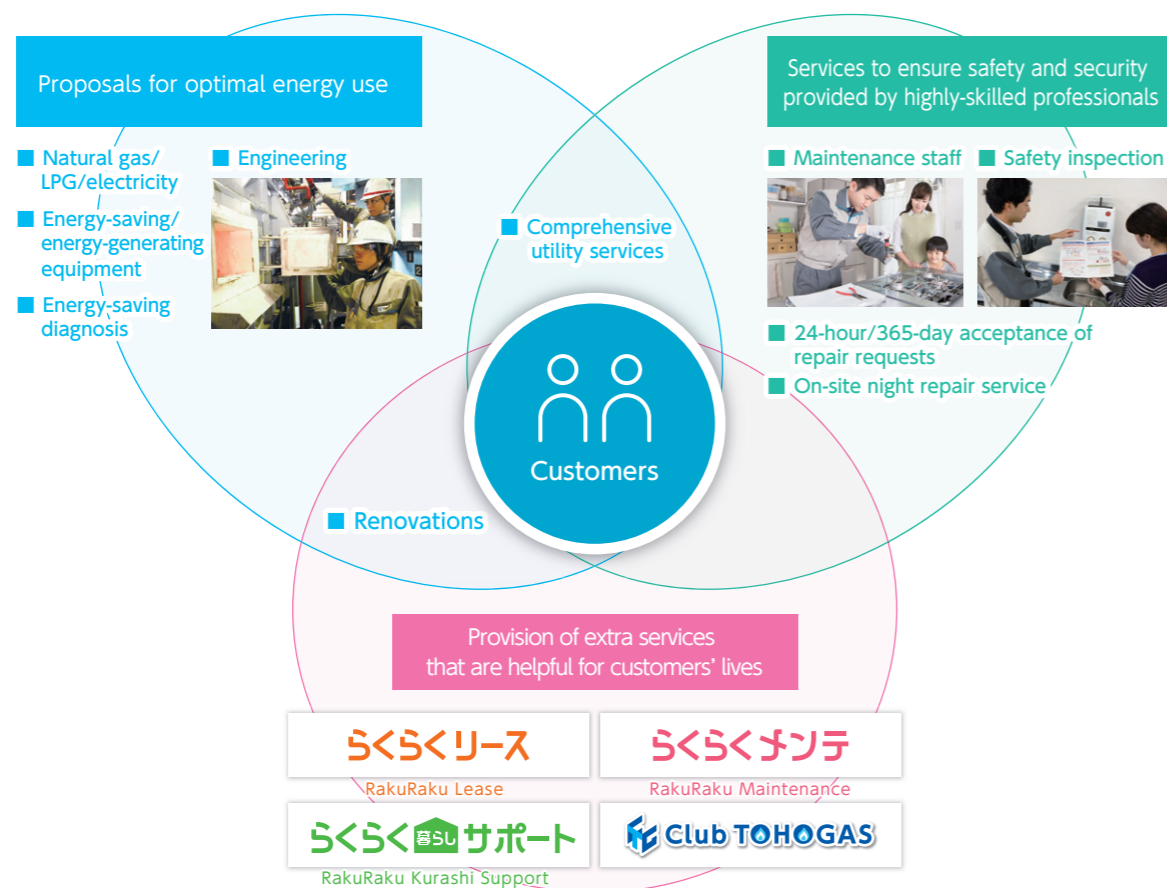 Proposals for optimal energy use
■ Natural gas/
LPG/electricity
■ Energy-saving/
energy-generating
equipment
■ Energy-saving
diagnosis
■ Engineering
■ Comprehensive
utility services
Services to ensure safety and security
provided by highly-skilled professionals
■ Maintenance staff
■ Safety inspection
■ 24-hour/365-day acceptance of
repair requests
■ On-site night repair service
Customers
■ Renovations
Provision of extra services
that are helpful for customers' lives
らくらくリース
RakuRaku Lease
らくらくメンテ
RakuRaku Maintenance
らくらく暮らしサポート
RakuRaku Kurashi Support
Club TOHOGAS